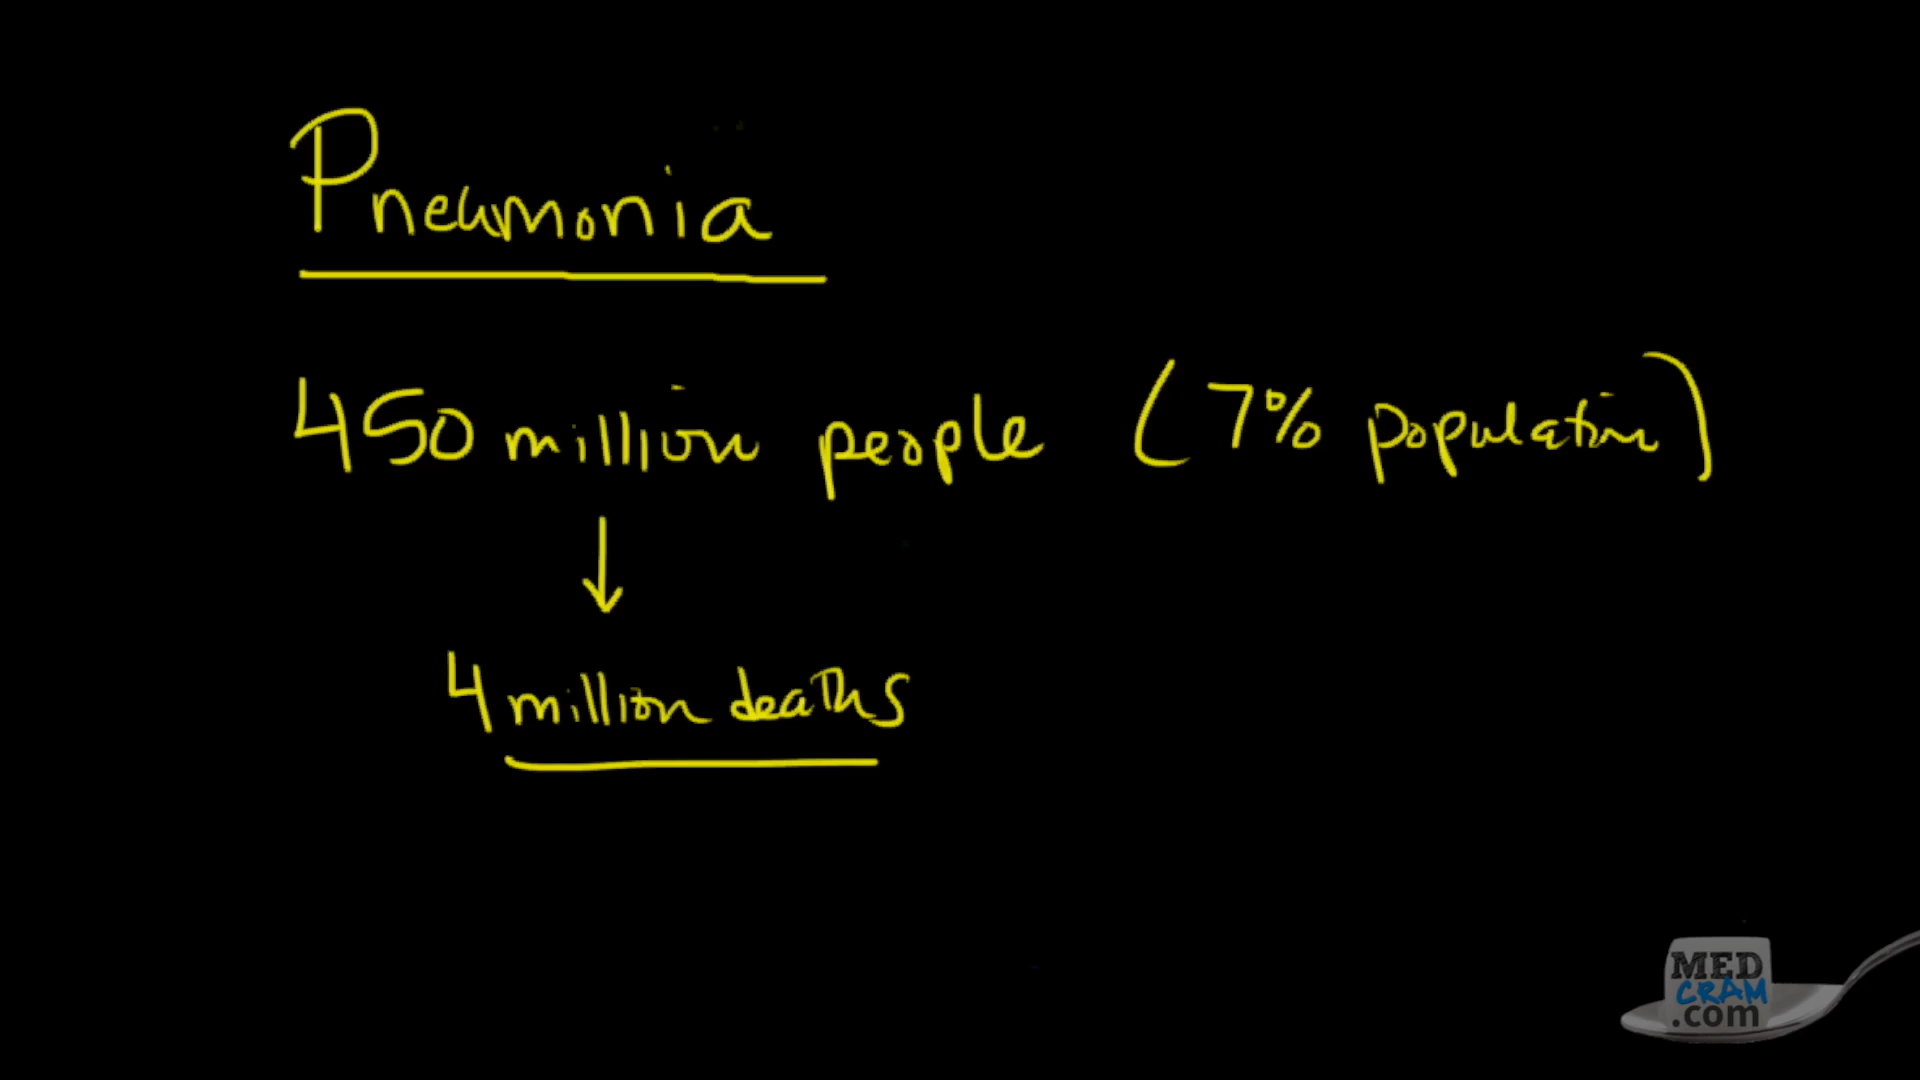 Pneumonia
450 million people (7% population)
4 million deaths
MED
CRAM
.com